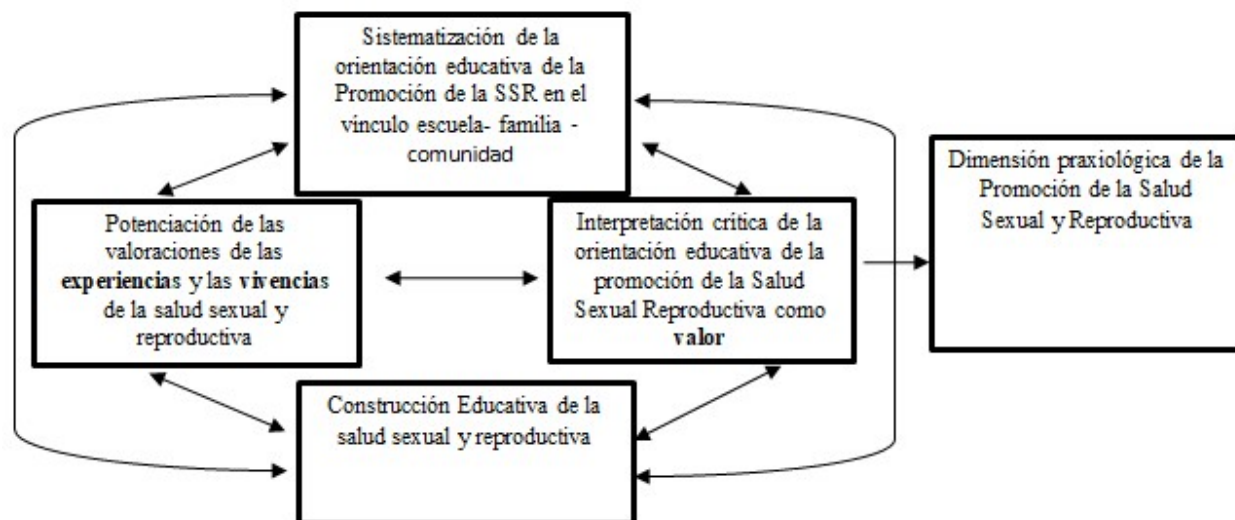 Sistematización de la
orientación educativa de la
Promoción de la SSR en el
vínculo escuela- familia -
comunidad
Potenciación de las
valoraciones de las
experiencias y las vivencias
de la salud sexual y
reproductiva
Interpretación crítica de la
orientación educativa de la
promoción de la Salud
Sexual Reproductiva como
valor
Dimensión praxiológica de la
Promoción de la Salud
Sexual y Reproductiva
Construcción Educativa de la
salud sexual y reproductiva